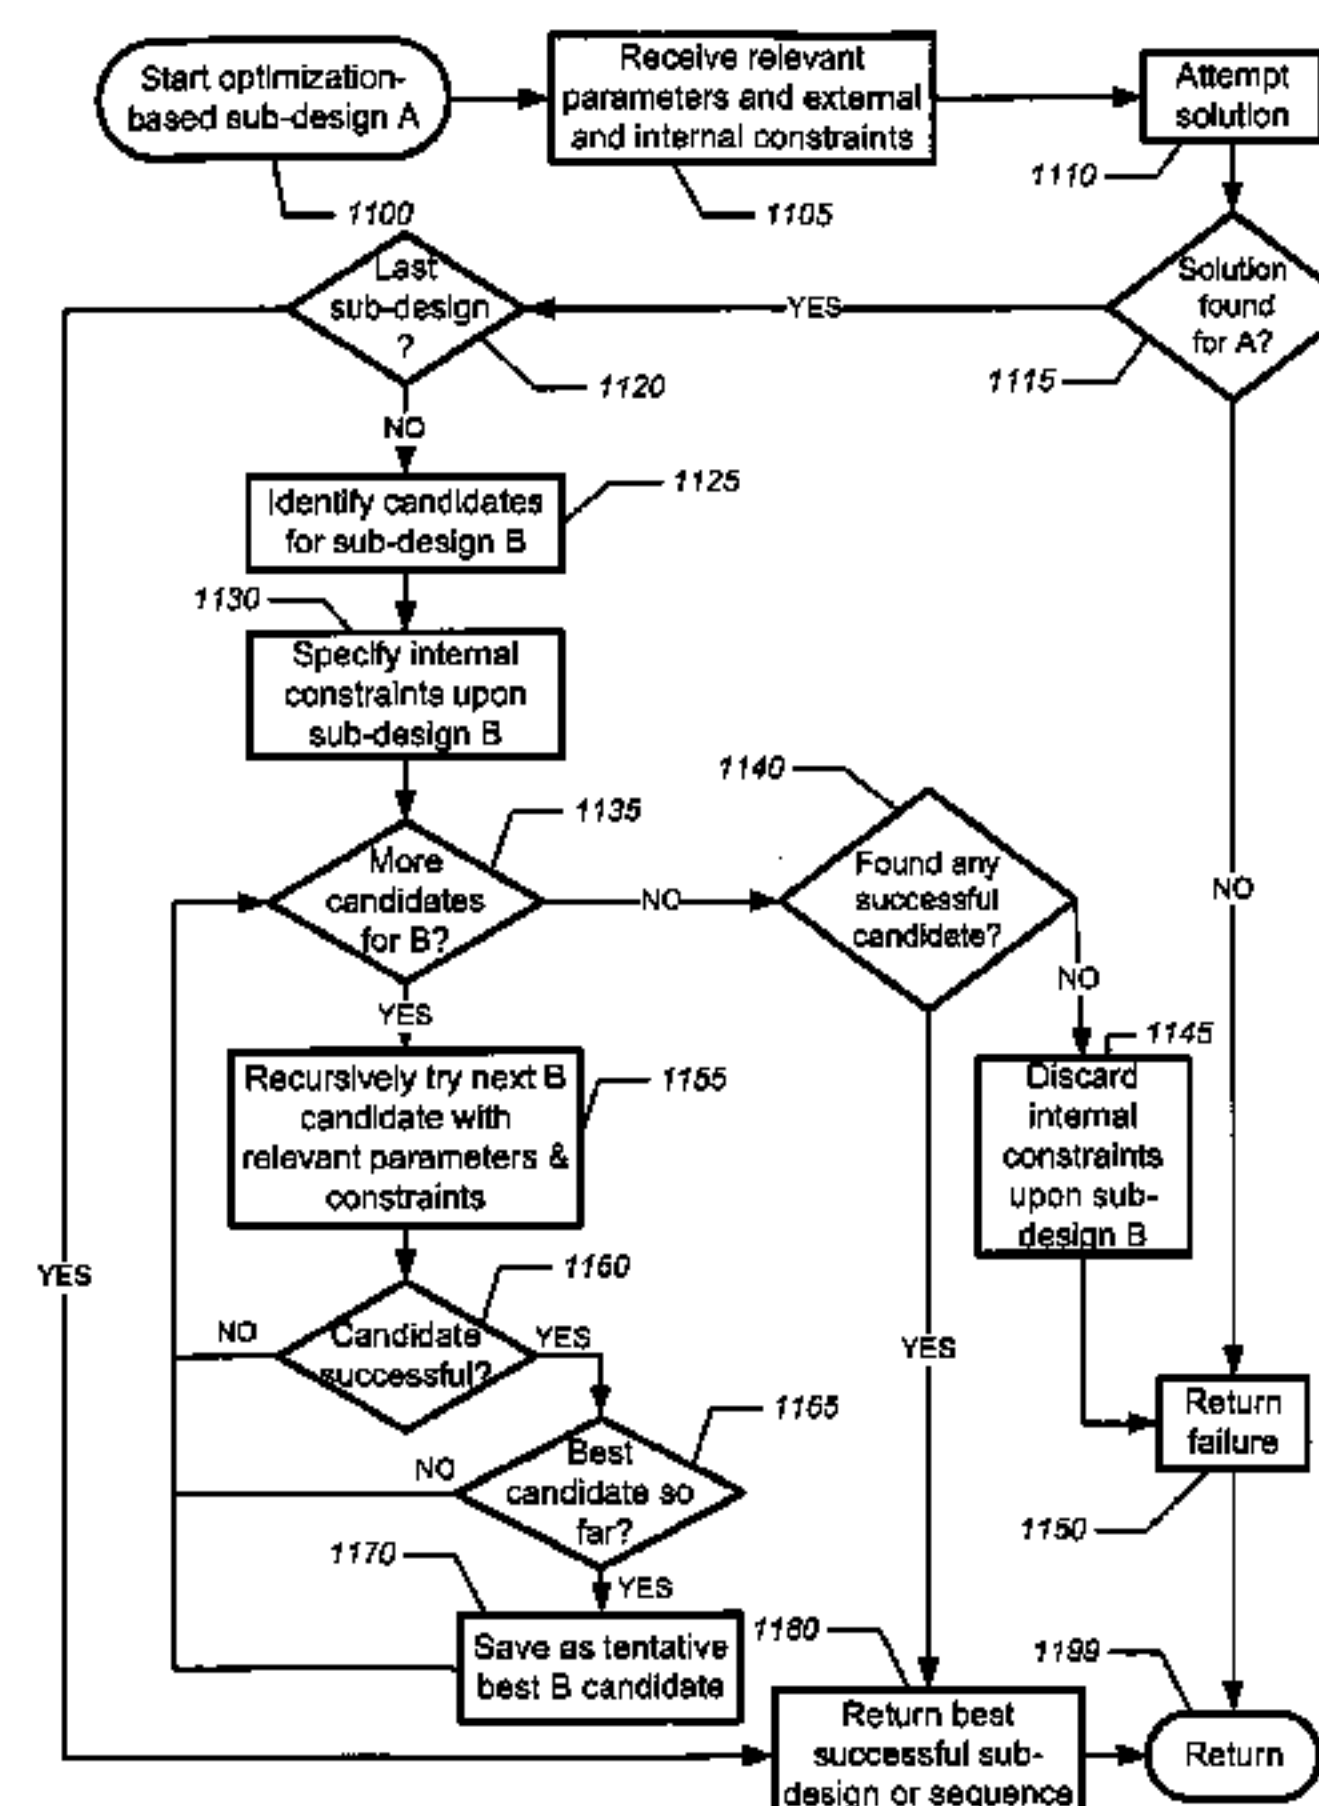 Start optimization-
based sub-design A
1100
Receive relevant
parameters and external
and internal constraints
1105
Attempt
solution
1110
Solution
found
for A?
1115
YES
NO
Last
sub-design
?
1120
NO
YES
Identify candidates
for sub-design B
1125
1130
Specify internal
constraints upon
sub-design B
1135
More
candidates
for B?
NO
YES
1140
Found any
successful
candidate?
NO
YES
1145
Discard
internal
constraints
upon sub-
design B
Recursively try next B
candidate with
relevant parameters &
constraints
1155
1160
Candidate
successful?
NO
YES
1165
Best
candidate so
far?
NO
YES
1170
Save as tentative
best B candidate
Return
failure
1150
1180
Return best
successful sub-
design or sequence
1199
Return